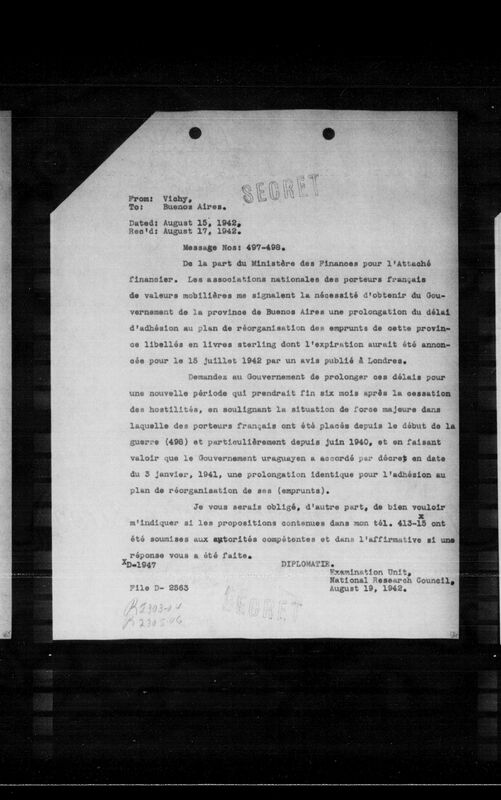 SECRET
From: Vichy,
To: Buenos Aires.
Dated: August 15, 1942,
Rec'd: August 17, 1942.
Message Nos: 497-498.
De la part du Ministère des Finances pour l'Attaché
financier. Les associations nationales des porteurs français
de valeurs mobilières me signalent la nécessité d'obtenir du Gou-
vernement de la province de Buenos Aires une prolongation du délai
d'adhésion au plan de réorganisation des emprunts de cette provin-
ce libellés en livres sterling dont l'expiration aurait été annon-
cée pour le 15 juillet 1942 par un avis publié à Londres.
Demandez au Gouvernement de prolonger ces délais pour
une nouvelle période qui prendrait fin six mois après la cessation
des hostilités, en soulignant la situation de force majeure dans
laquelle des porteurs français ont été placés depuis le début de la
guerre (498) et particulièrement depuis juin 1940, et en faisant
valoir que le Gouvernement uraguayen a accordé par décret en date
du 3 janvier, 1941, une prolongation identique pour l'adhésion au
plan de réorganisation de ses (emprunts).
Je vous serais obligé, d'autre part, de bien vouloir
m'indiquer si les propositions contenues dans mon tél. 413-15 x ont
été soumises aux autorités compétentes et dans l'affirmative si une
réponse vous a été faite.
xD-1947 DIPLOMATIE.
Examination Unit,
National Research Council,
File D- 2563 August 19, 1942.
SECRET